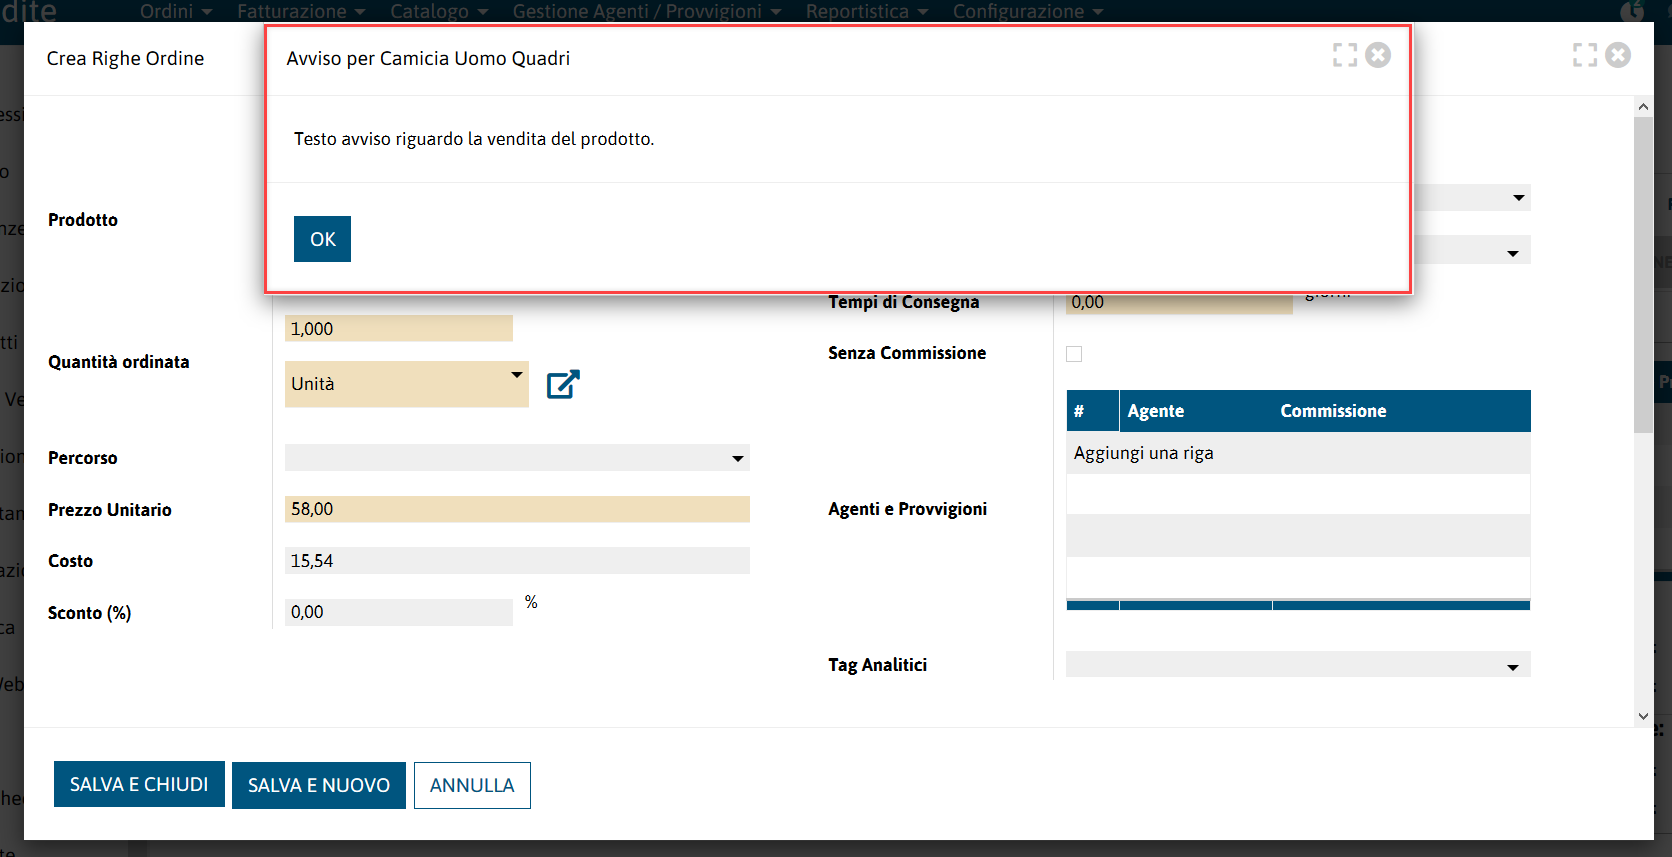 dite
Ordini
Fatturazione
Catalogo
Gestione Agenti / Provvigioni
Reportistica
Configurazione
2
Crea Righe Ordine
Avviso per Camicia Uomo Quadri
Testo avviso riguardo la vendita del prodotto.
OK
Prodotto
Quantità ordinata
1,000
Unità
Percorso
Prezzo Unitario
58,00
Costo
15,54
Sconto (%)
0,00
%
Tempi di Consegna
0,00
giorni
Senza Commissione
Agenti e Provvigioni
# Agente Commissione
Aggiungi una riga
Tag Analitici
SALVA E CHIUDI
SALVA E NUOVO
ANNULLA